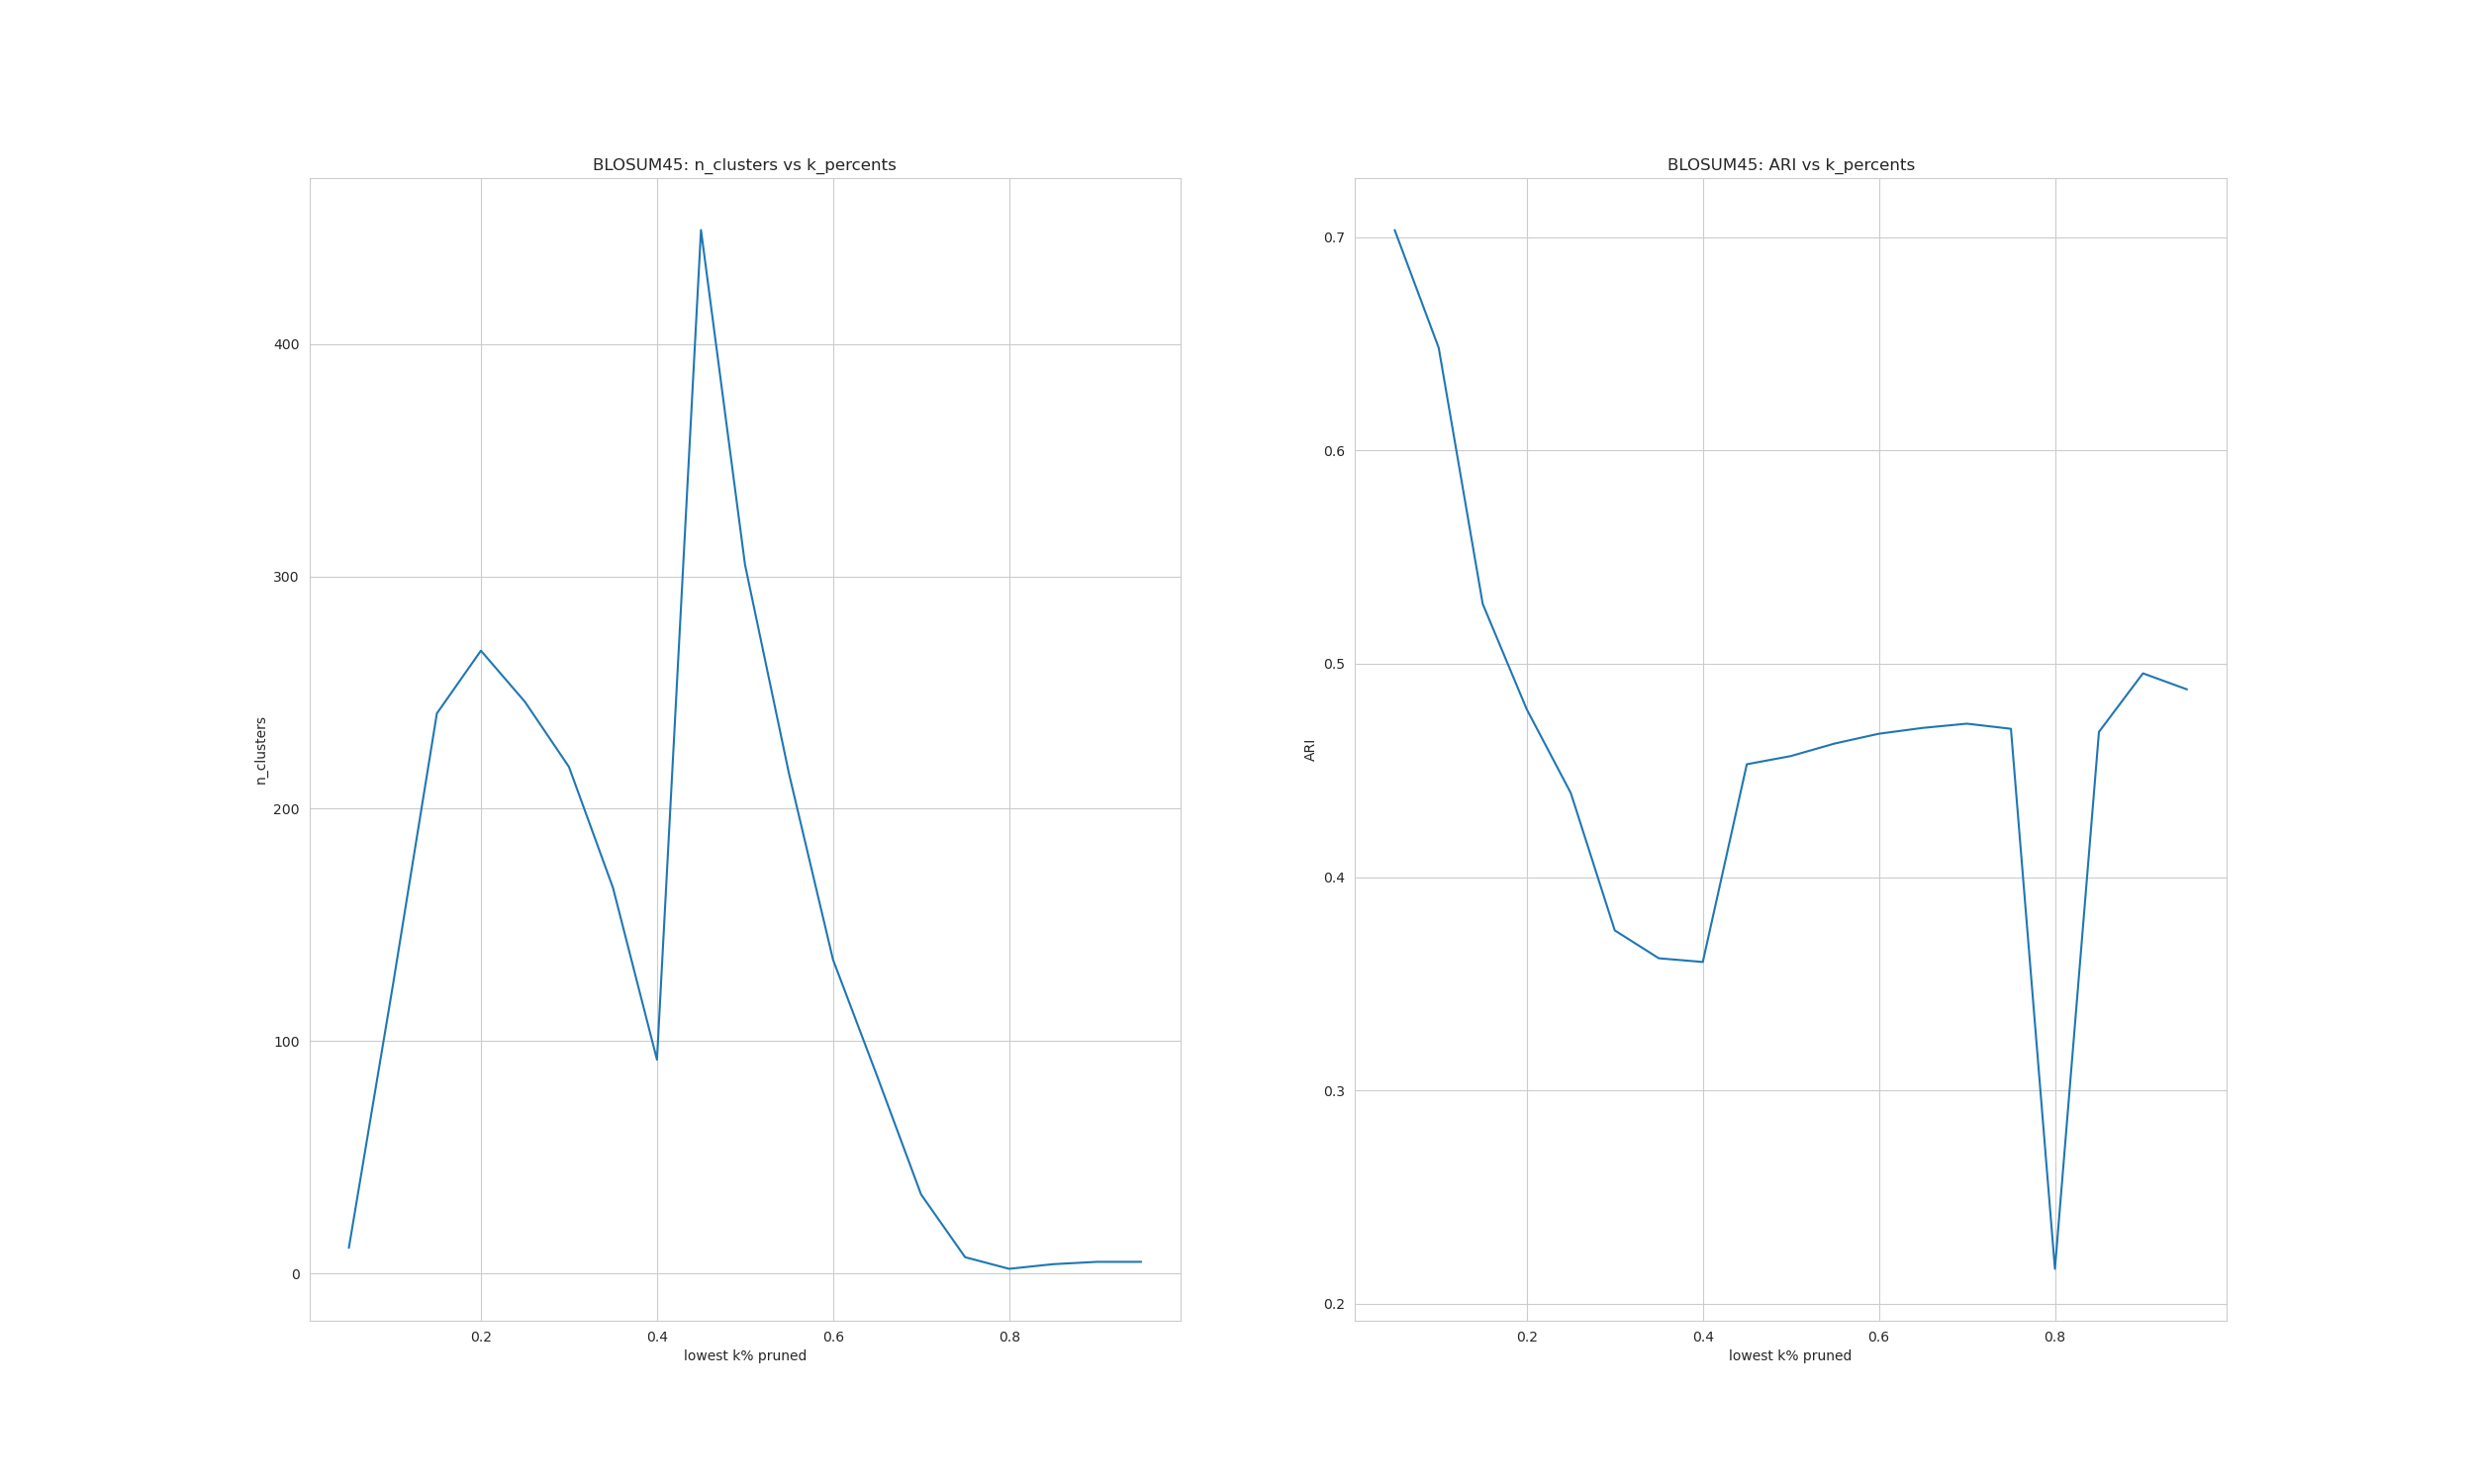 BLOSUM45: n_clusters vs k_percents
n_clusters
400
300
200
100
0
0.2 0.4 0.6 0.8
lowest k% pruned
BLOSUM45: ARI vs k_percents
ARI
0.7
0.6
0.5
0.4
0.3
0.2
0.2 0.4 0.6 0.8
lowest k% pruned